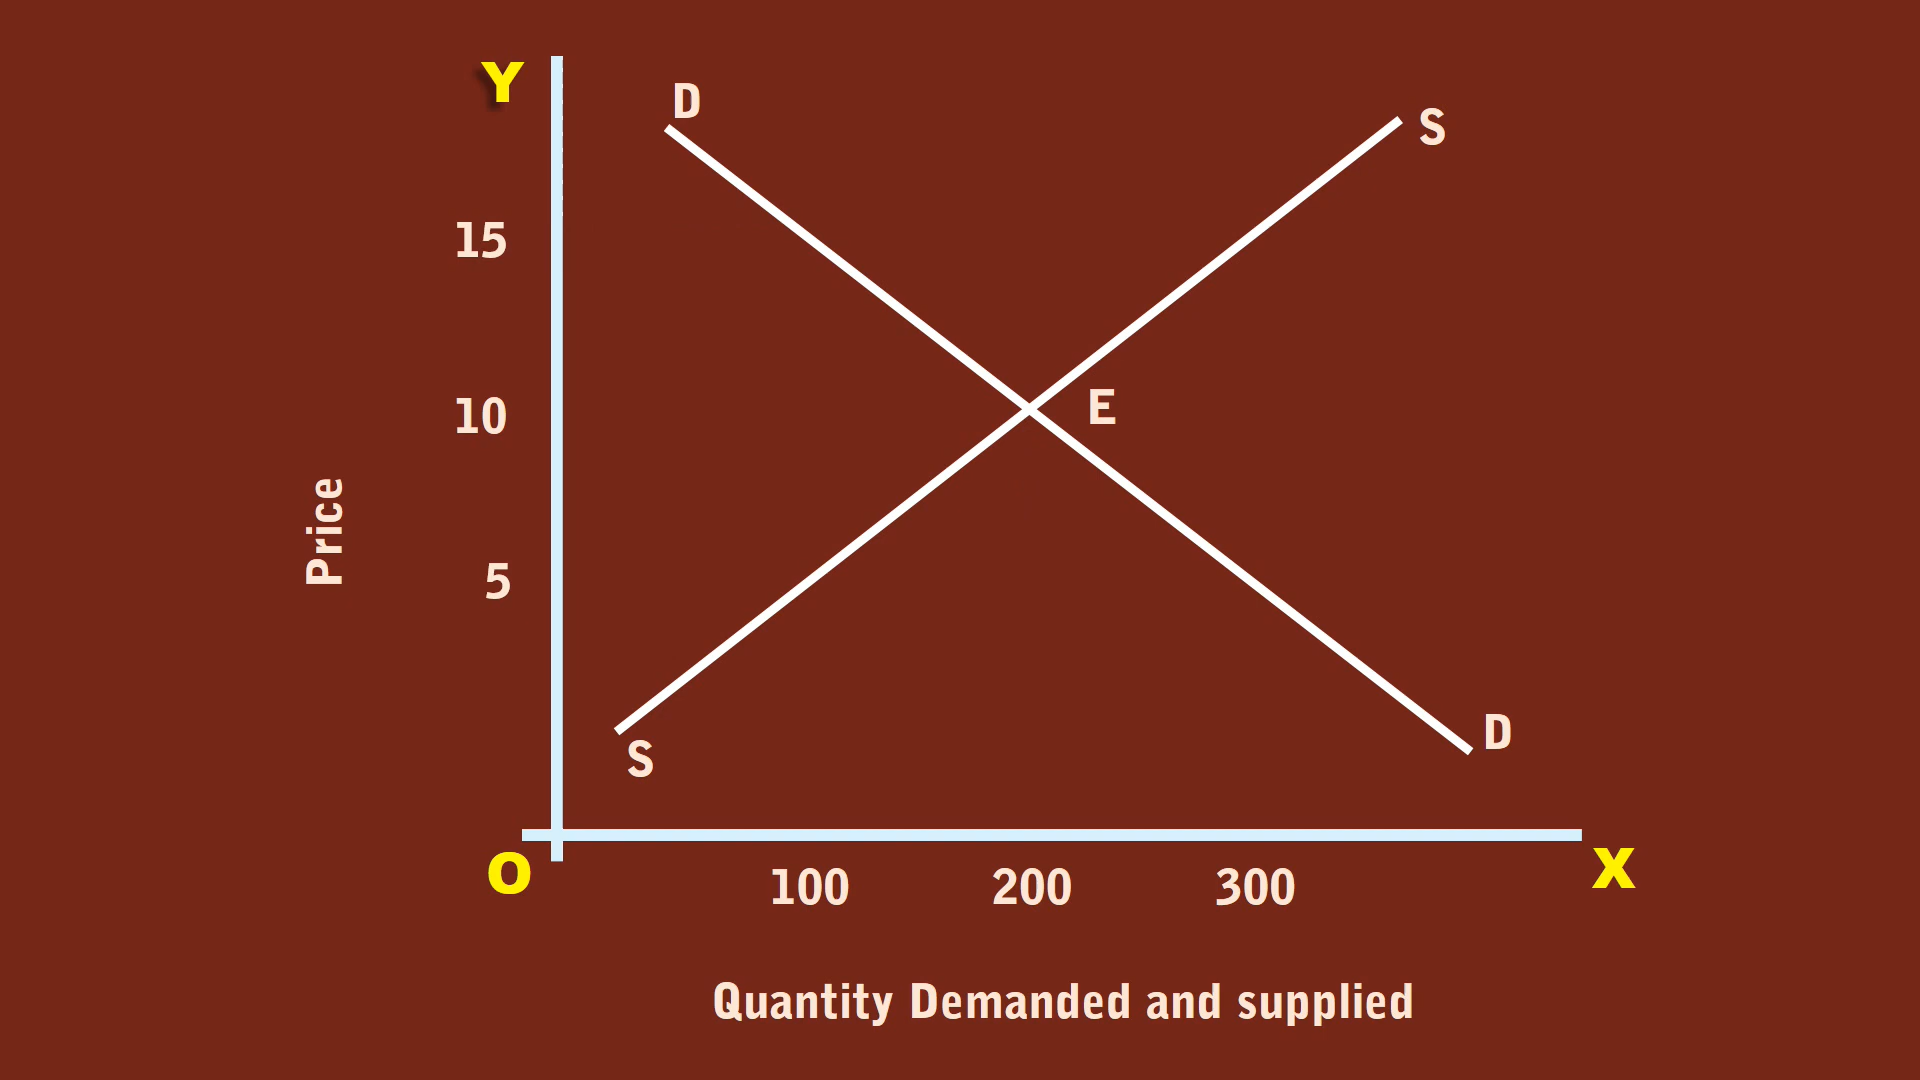 Y
D
S
15
10
E
Price
5
D
S
O
X
100 200 300
Quantity Demanded and supplied